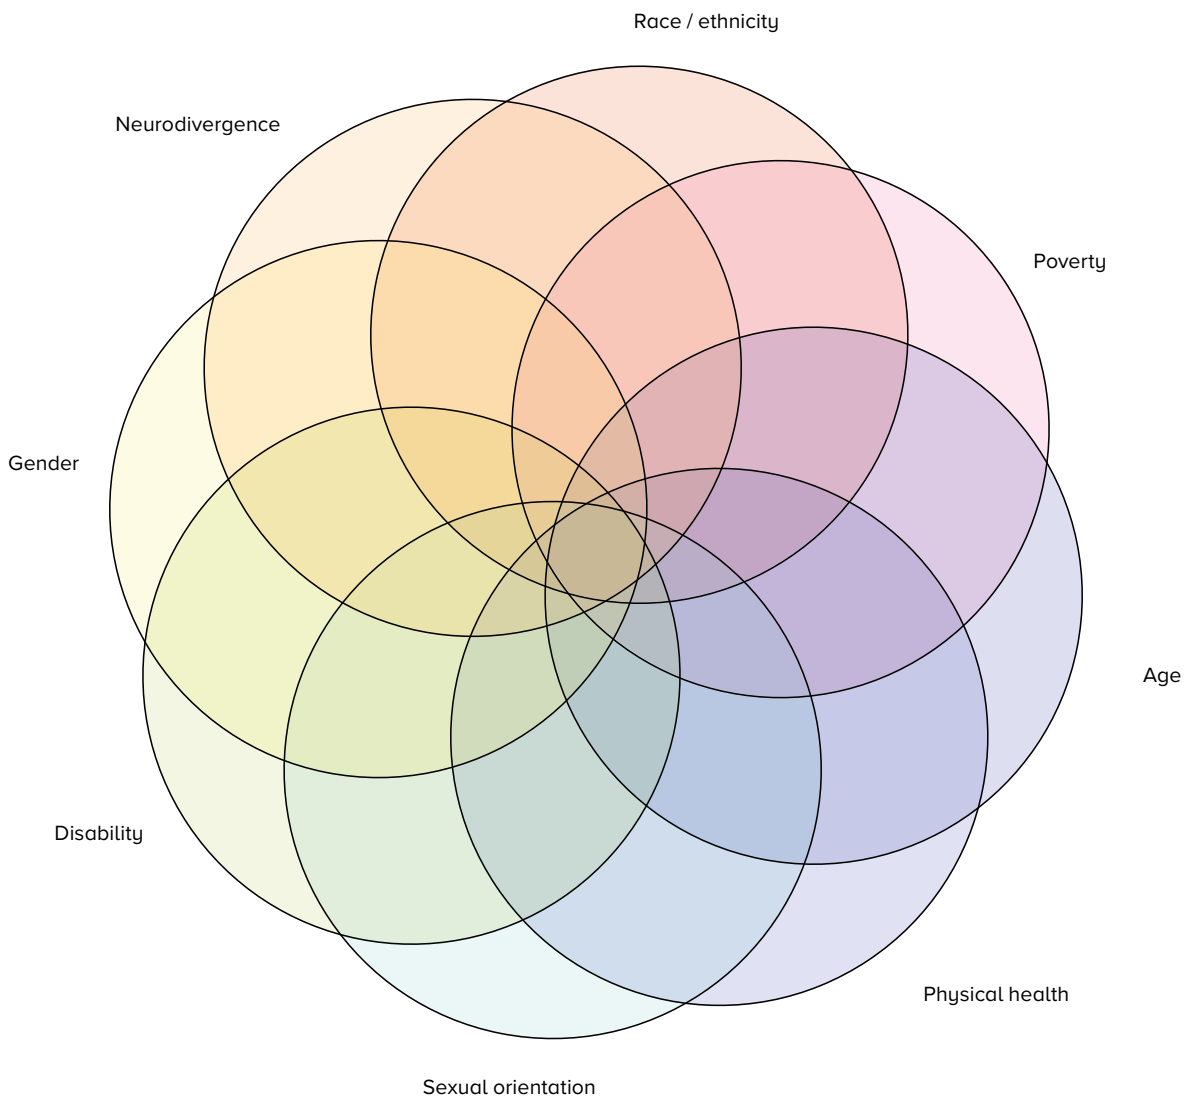 Race / ethnicity
Neurodivergence
Poverty
Gender
Age
Disability
Physical health
Sexual orientation